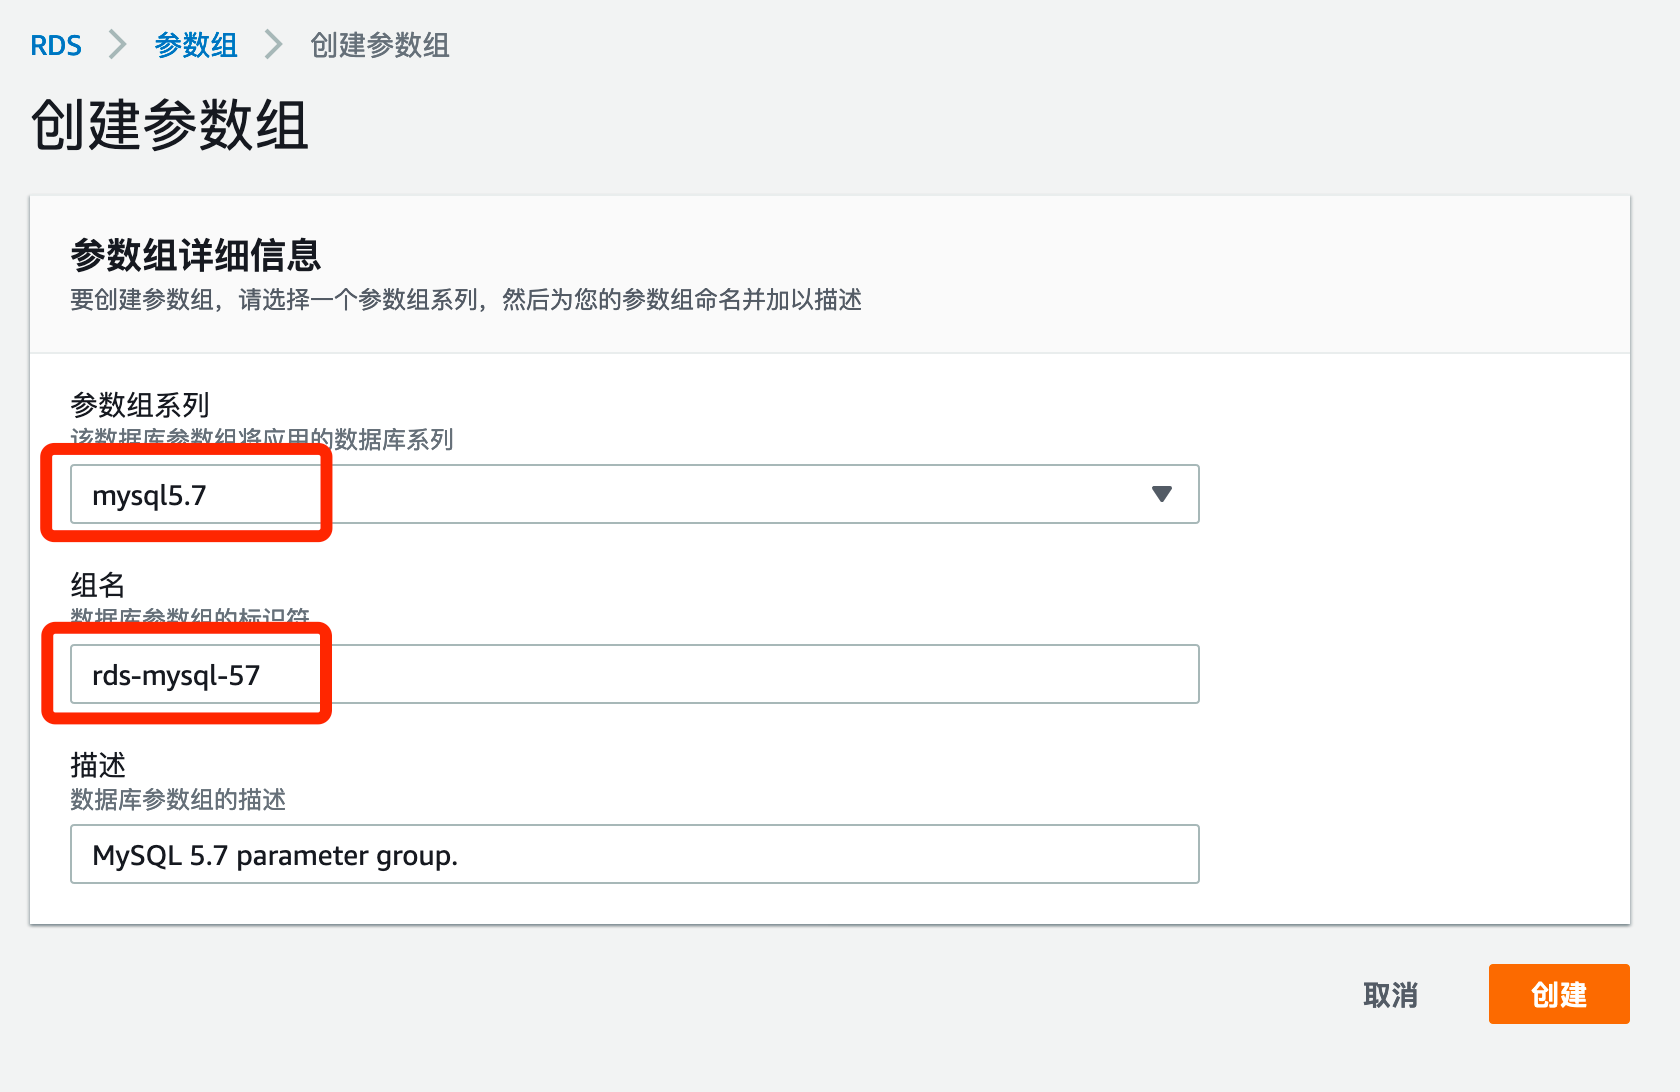 RDS > 参数组 > 创建参数组
创建参数组
参数组详细信息
要创建参数组，请选择一个参数组系列，然后为您的参数组命名并加以描述
参数组系列
该数据库参数组将应用的数据库系列
mysql5.7
组名
数据库参数组的标识符
rds-mysql-57
描述
数据库参数组的描述
MySQL 5.7 parameter group.
取消
创建